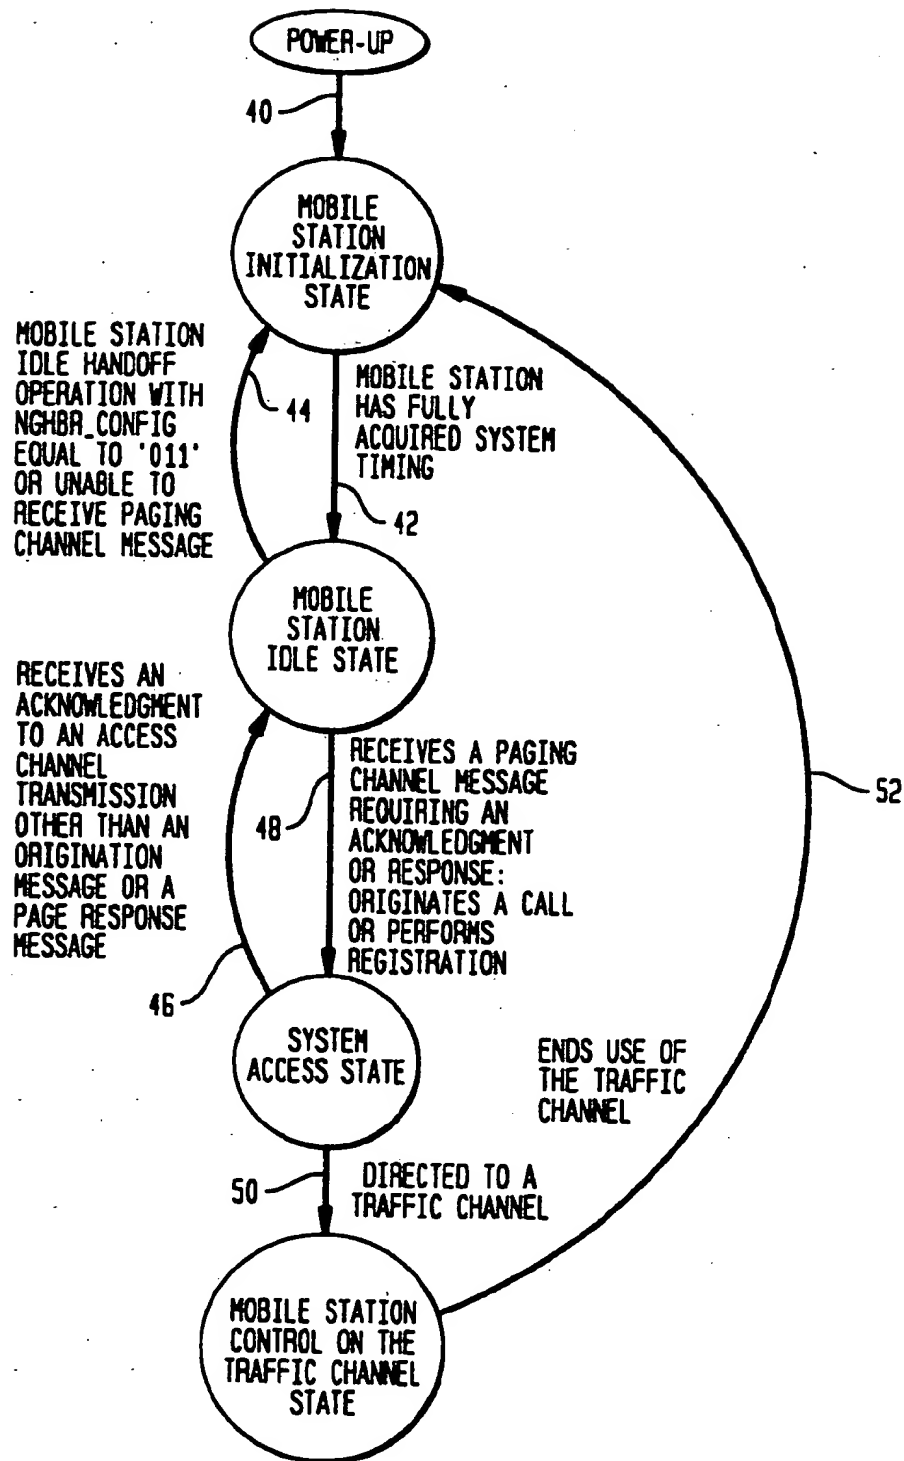 POWER-UP
40
MOBILE
STATION
INITIALIZATION
STATE
MOBILE STATION
IDLE HANDOFF
OPERATION WITH
NGHBR_CONFIG
EQUAL TO '011'
OR UNABLE TO
RECEIVE PAGING
CHANNEL MESSAGE
44
MOBILE STATION
HAS FULLY
ACQUIRED SYSTEM
TIMING
42
MOBILE
STATION
IDLE STATE
RECEIVES AN
ACKNOWLEDGMENT
TO AN ACCESS
CHANNEL
TRANSMISSION
OTHER THAN AN
ORIGINATION
MESSAGE OR A
PAGE RESPONSE
MESSAGE
46
48
RECEIVES A PAGING
CHANNEL MESSAGE
REQUIRING AN
ACKNOWLEDGMENT
OR RESPONSE:
ORIGINATES A CALL
OR PERFORMS
REGISTRATION
52
SYSTEM
ACCESS STATE
ENDS USE OF
THE TRAFFIC
CHANNEL
50
DIRECTED TO A
TRAFFIC CHANNEL
MOBILE STATION
CONTROL ON THE
TRAFFIC CHANNEL
STATE